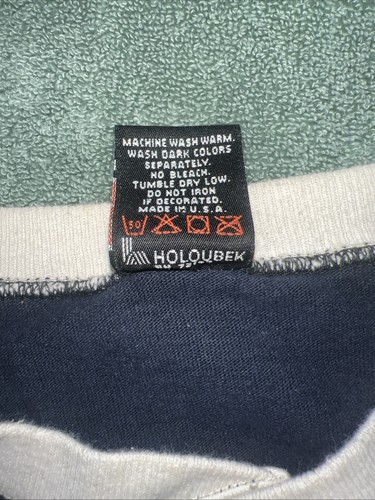 MACHINE WASH WARM.
WASH DARK COLORS
SEPARATELY.
NO BLEACH.
TUMBLE DRY LOW.
DO NOT IRON
IF DECORATED.
MADE IN U.S.A.
50
HOLOUBEK